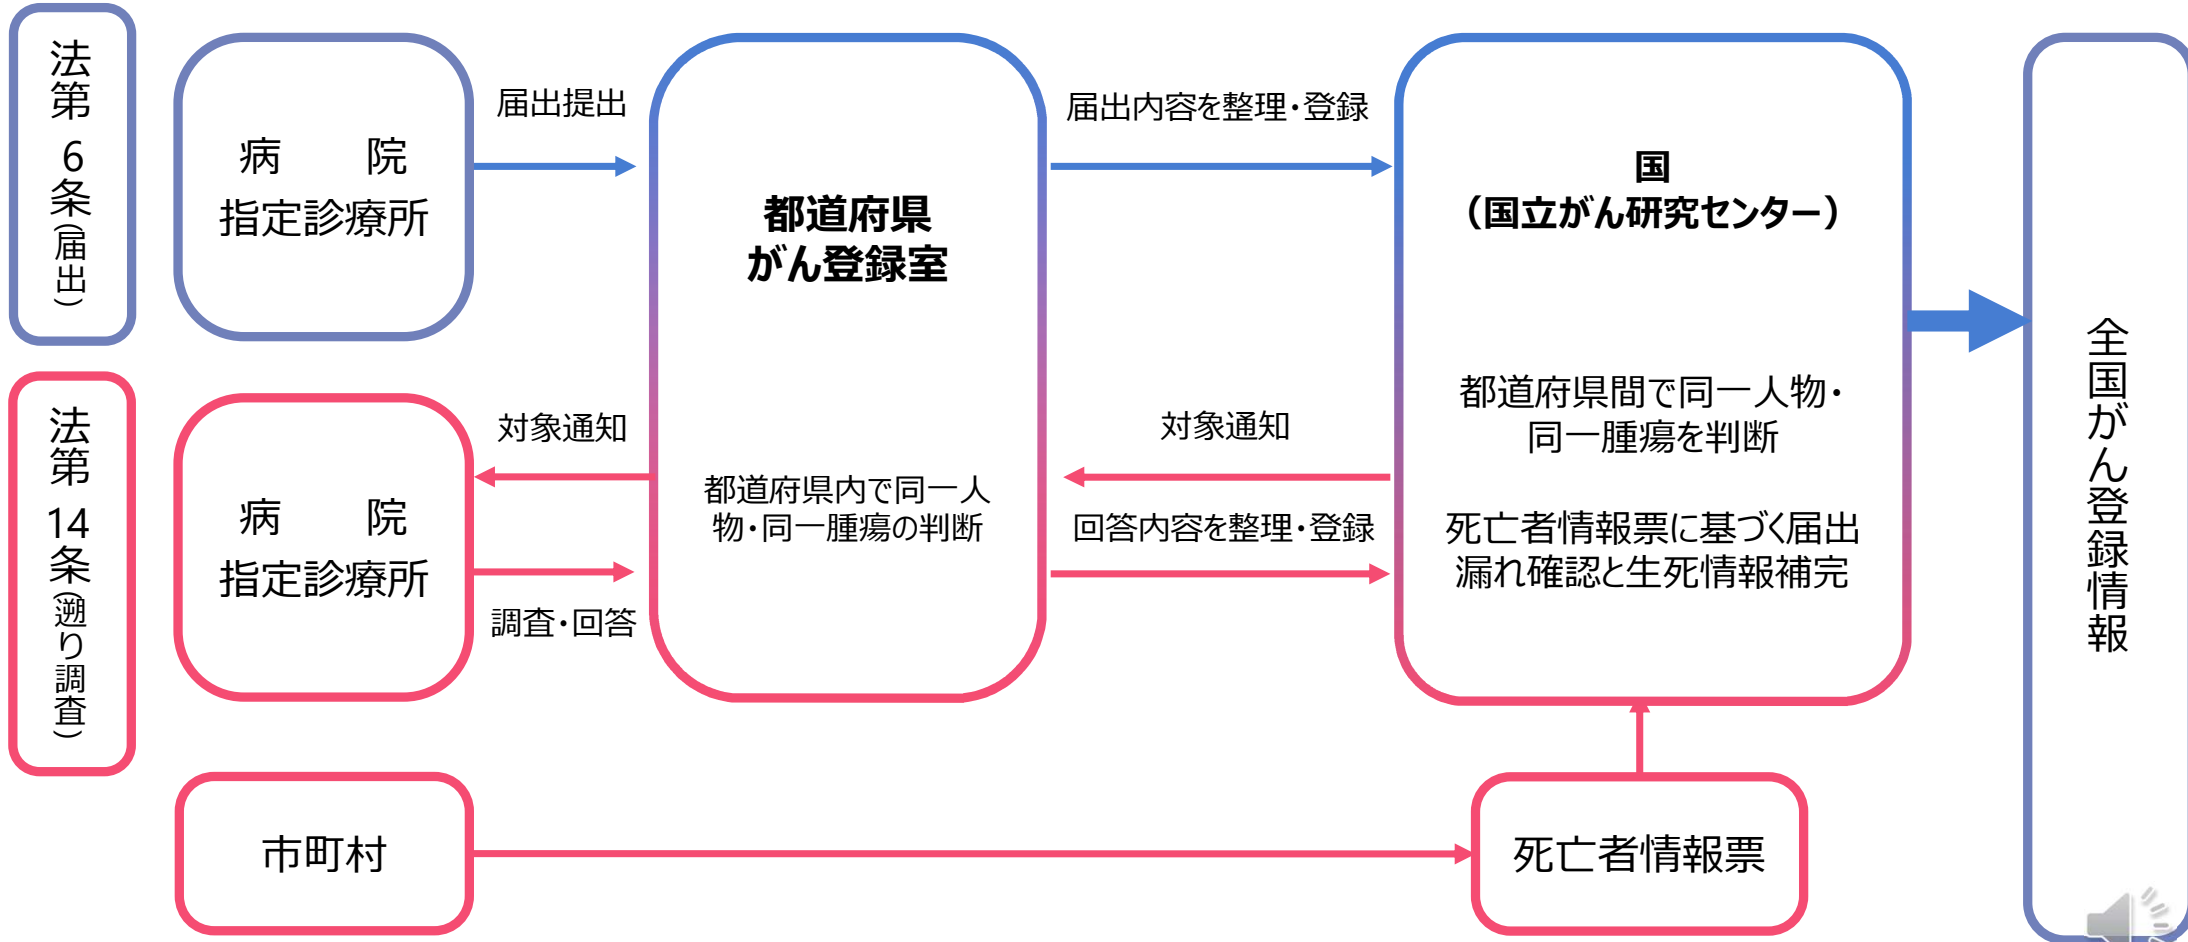 法第6条(届出)
病　　院
指定診療所
届出提出
都道府県
がん登録室
届出内容を整理・登録
国
（国立がん研究センター）
法第14条(遡り調査)
病　　院
指定診療所
対象通知
調査・回答
都道府県内で同一人
物・同一腫瘍の判断
対象通知
回答内容を整理・登録
都道府県間で同一人物・
同一腫瘍を判断
死亡者情報票に基づく届出
漏れ確認と生死情報補完
全国がん登録情報
市町村
死亡者情報票